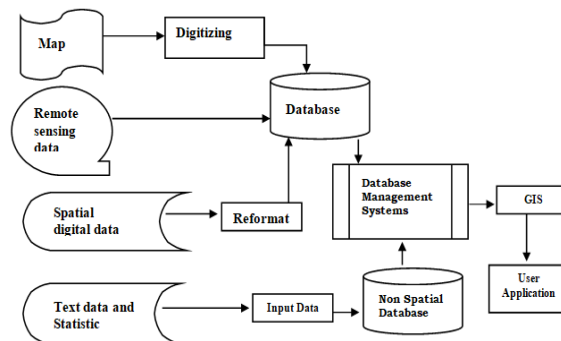 Map
Digitizing
Database
Remote
sensing
data
Database
Management
Systems
GIS
Spatial
digital data
Reformat
User
Application
Text data and
Statistic
Input Data
Non Spatial
Database